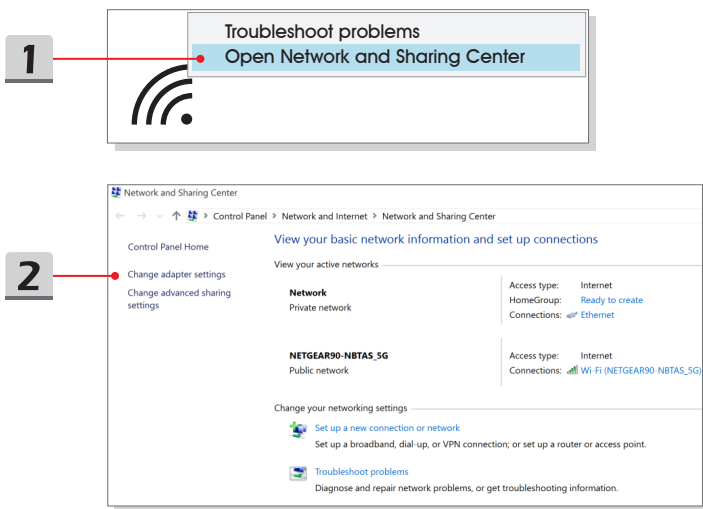 Troubleshoot problems
1
Open Network and Sharing Center
Network and Sharing Center
Control Panel > Network and Internet > Network and Sharing Center
Control Panel Home
View your basic network information and set up connections
View your active networks
2
Change adapter settings
Change advanced sharing
settings
Network
Private network
Access type: Internet
HomeGroup: Ready to create
Connections: Ethernet
NETGEAR90-NBTAS_5G
Public network
Access type: Internet
Connections: Wi-Fi (NETGEAR90-NBTAS_5G)
Change your networking settings
Set up a new connection or network
Set up a broadband, dial-up, or VPN connection; or set up a router or access point.
Troubleshoot problems
Diagnose and repair network problems, or get troubleshooting information.